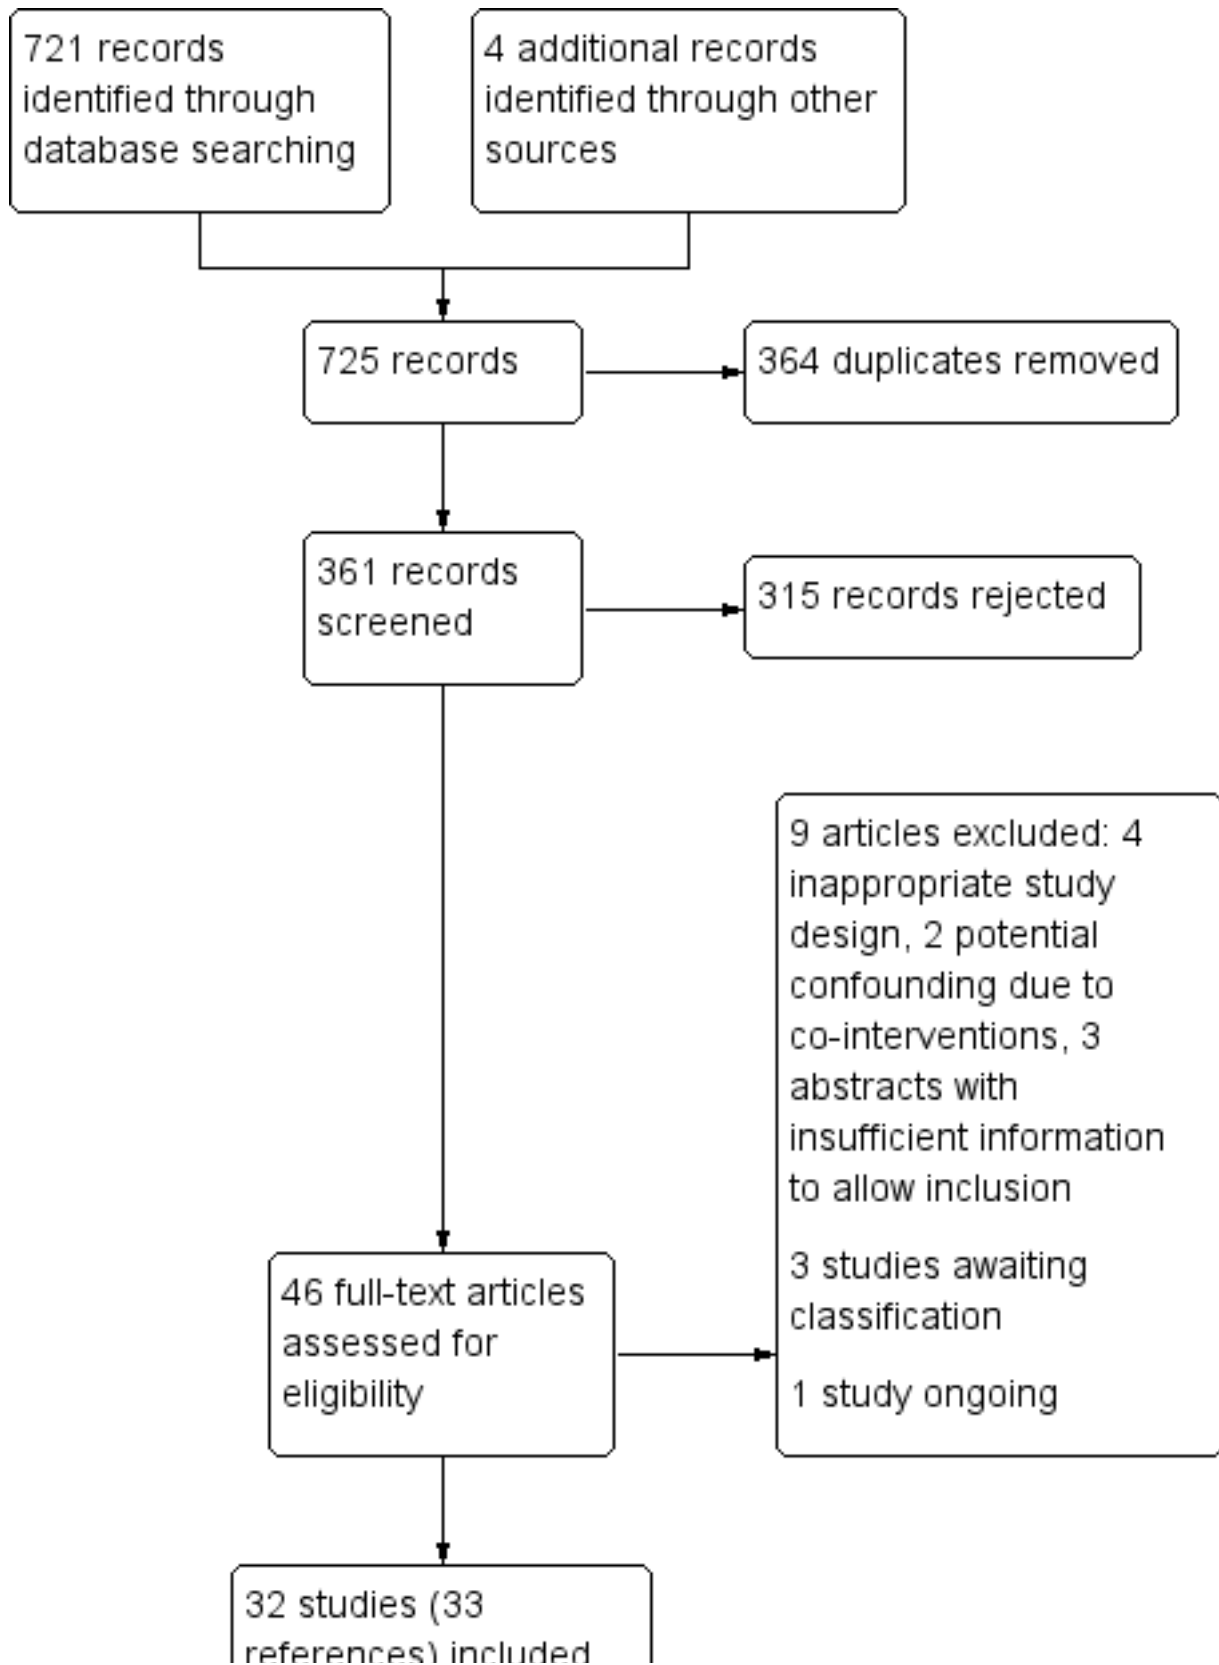 721 records
identified through
database searching
4 additional records
identified through other
sources
725 records
364 duplicates removed
361 records
screened
315 records rejected
9 articles excluded: 4
inappropriate study
design, 2 potential
confounding due to
co-interventions, 3
abstracts with
insufficient information
to allow inclusion
3 studies awaiting
classification
1 study ongoing
46 full-text articles
assessed for
eligibility
32 studies (33
references) included